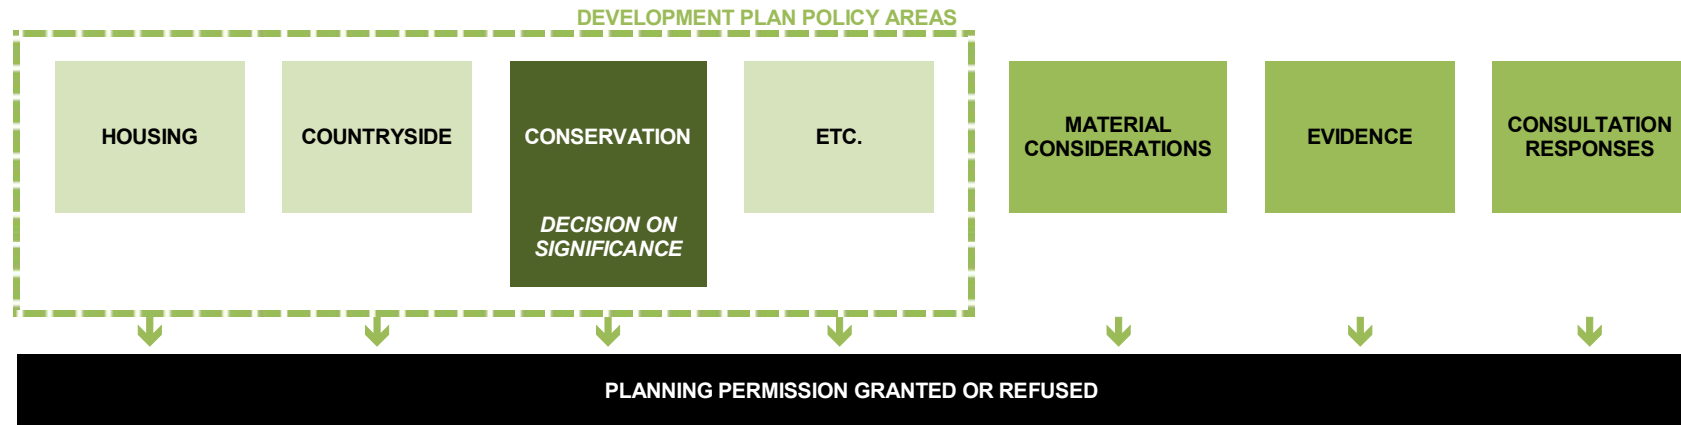 DEVELOPMENT PLAN POLICY AREAS
HOUSING
COUNTRYSIDE
CONSERVATION
DECISION ON
SIGNIFICANCE
ETC.
MATERIAL
CONSIDERATIONS
EVIDENCE
CONSULTATION
RESPONSES
PLANNING PERMISSION GRANTED OR REFUSED